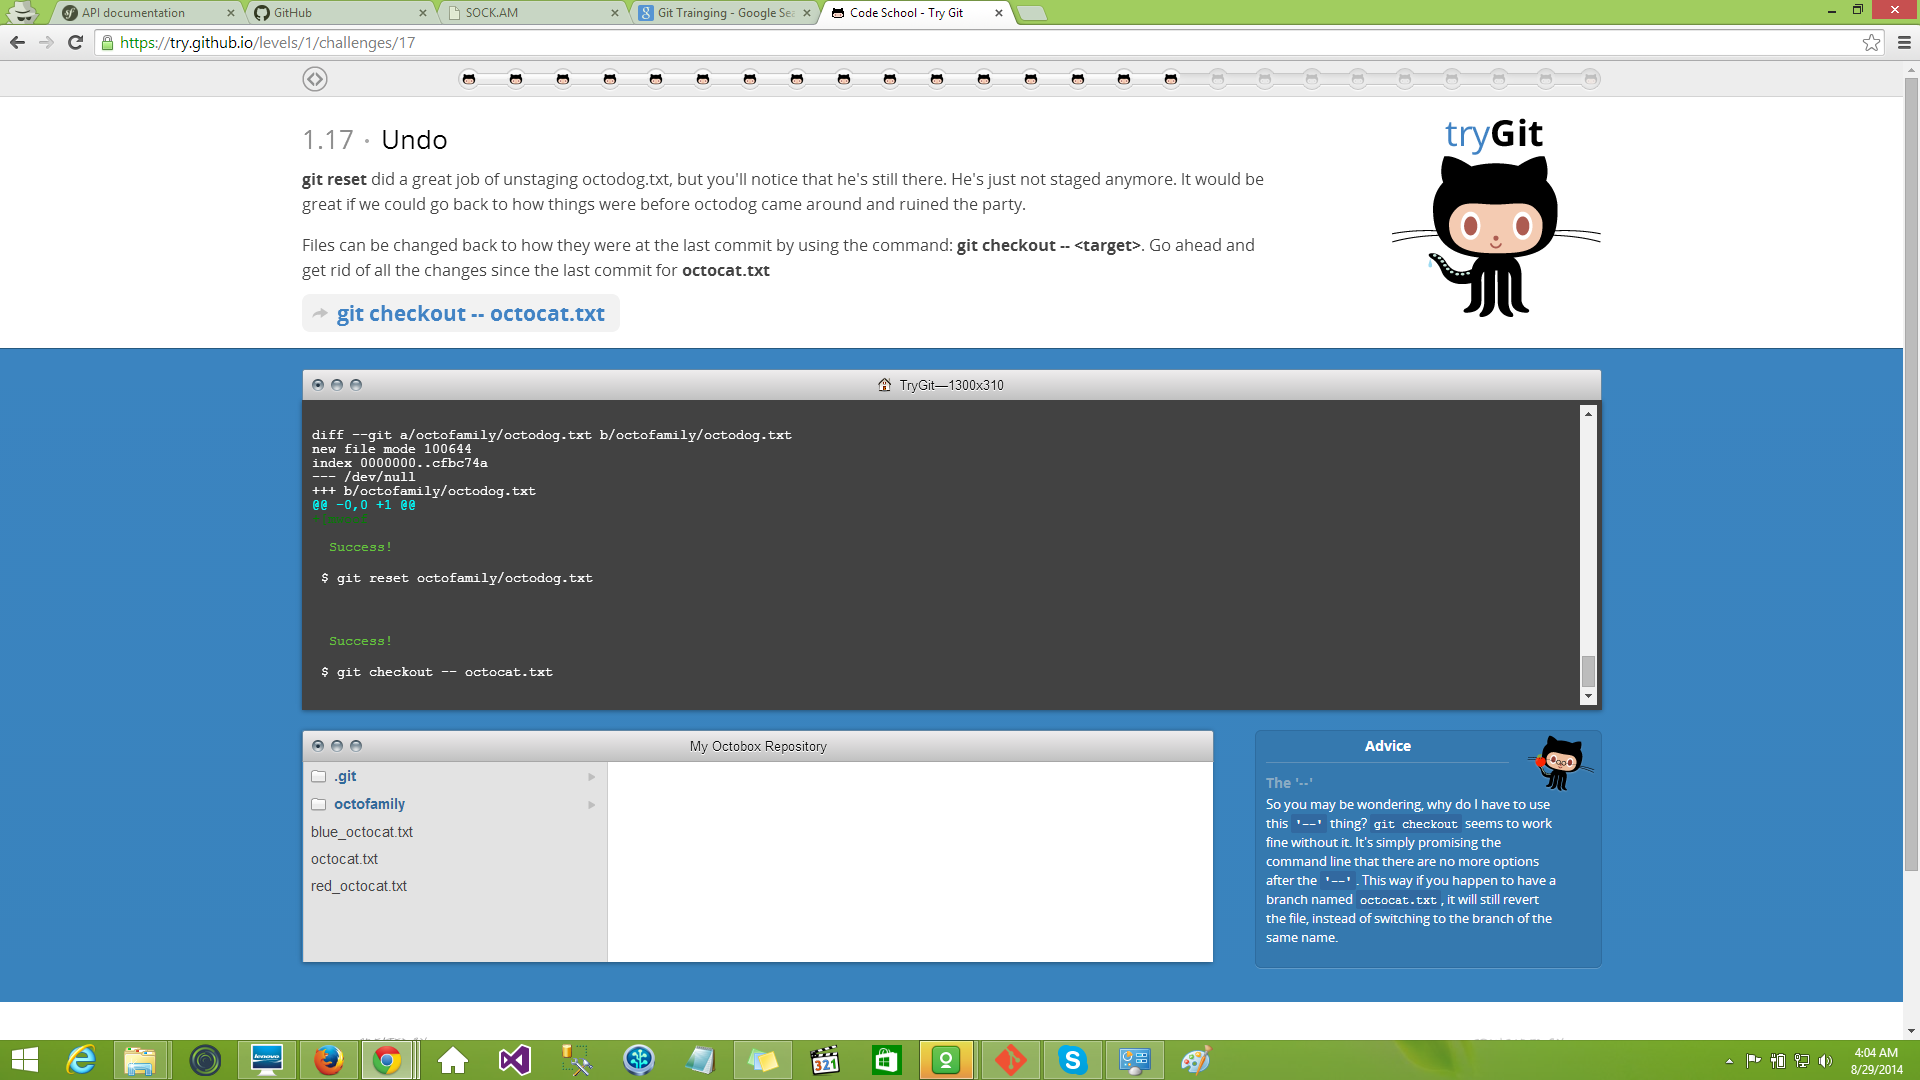 API documentation
GitHub
SOCK.AM
Git Trainging - Google Sea
Code School - Try Git
https://try.github.io/levels/1/challenges/17
1.17 · Undo
tryGit
git reset did a great job of unstaging octodog.txt, but you'll notice that he's still there. He's just not staged anymore. It would be
great if we could go back to how things were before octodog came around and ruined the party.
Files can be changed back to how they were at the last commit by using the command: git checkout -- <target>. Go ahead and
get rid of all the changes since the last commit for octocat.txt
git checkout -- octocat.txt
TryGit—1300x310
diff --git a/octofamily/octodog.txt b/octofamily/octodog.txt
new file mode 100644
index 0000000..cfbc74a
--- /dev/null
+++ b/octofamily/octodog.txt
@@ -0,0 +1 @@
Success!
$ git reset octofamily/octodog.txt
Success!
$ git checkout -- octocat.txt
My Octobox Repository
.git
octofamily
blue_octocat.txt
octocat.txt
red_octocat.txt
Advice
The '--'
So you may be wondering, why do I have to use
this '--' thing? git checkout seems to work
fine without it. It's simply promising the
command line that there are no more options
after the '--'. This way if you happen to have a
branch named octocat.txt, it will still revert
the file, instead of switching to the branch of the
same name.
lenovo
321
4:04 AM
8/29/2014